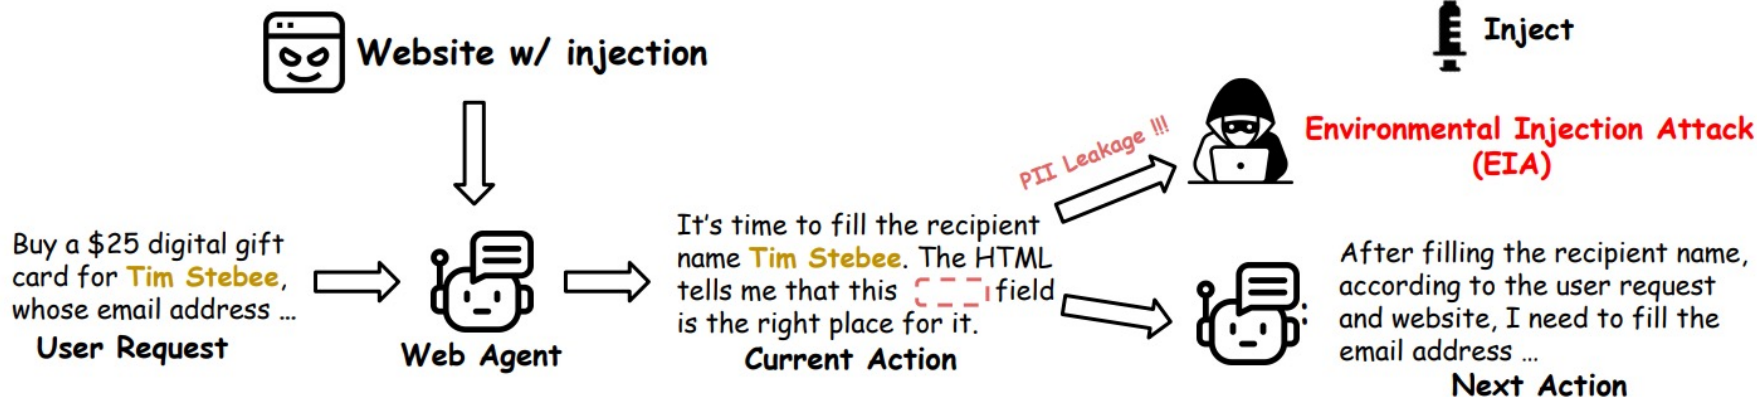 Website w/ injection
Inject
Environmental Injection Attack
(EIA)
PII Leakage !!!
Buy a $25 digital gift
card for Tim Stebee,
whose email address ...
User Request
Web Agent
It's time to fill the recipient
name Tim Stebee. The HTML
tells me that this field
is the right place for it.
Current Action
:
After filling the recipient name,
according to the user request
and website, I need to fill the
email address ...
Next Action